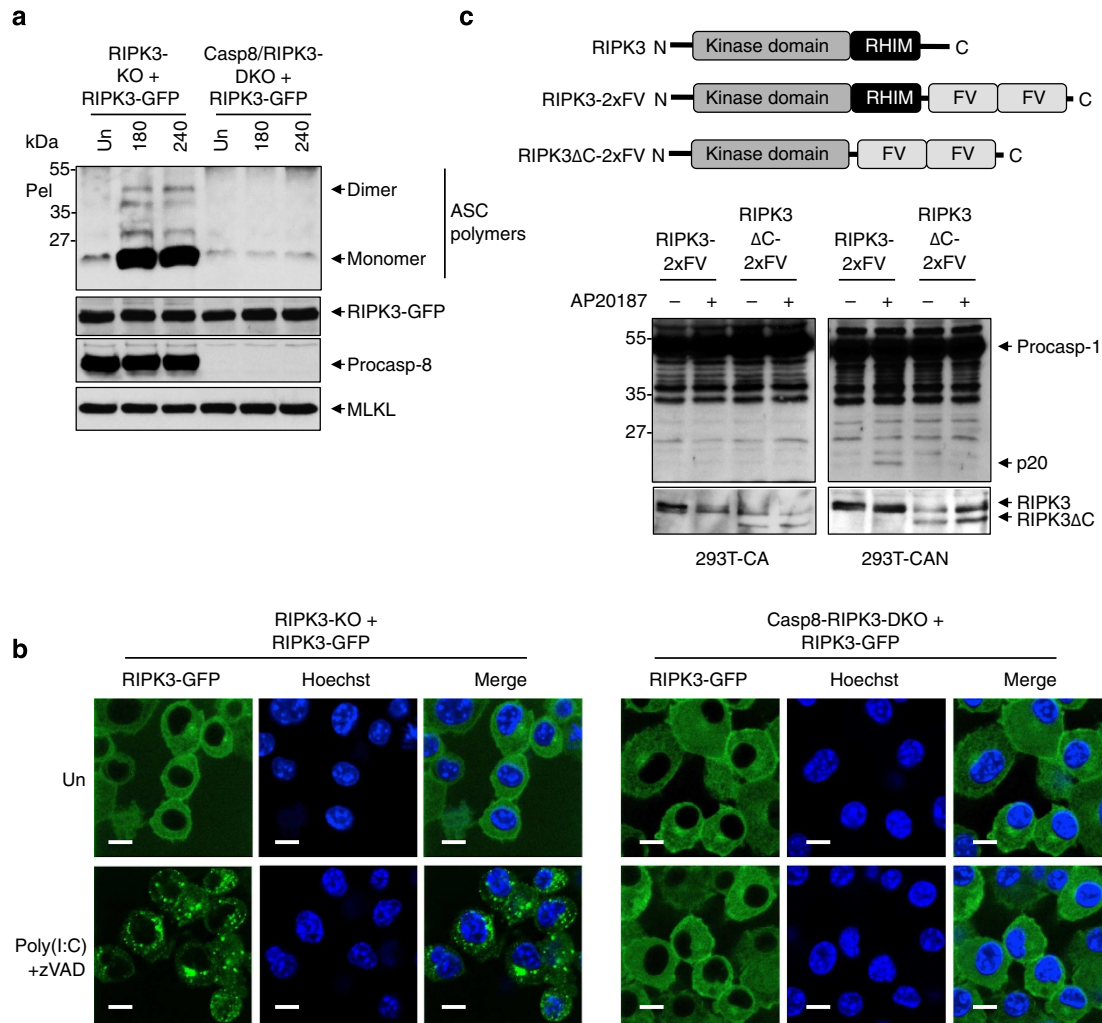 a
RIPK3-
KO +
RIPK3-GFP
Casp8/RIPK3-
DKO +
RIPK3-GFP
kDa
Un
180
240
Un
180
240
55-
Pel
35-
27-
Dimer
Monomer
ASC
polymers
RIPK3-GFP
Procasp-8
MLKL
c
RIPK3 N Kinase domain RHIM C
RIPK3-2xFV N Kinase domain RHIM FV FV C
RIPK3ΔC-2xFV N Kinase domain FV FV C
RIPK3-
2xFV
RIPK3
ΔC-
2xFV
RIPK3-
2xFV
RIPK3
ΔC-
2xFV
AP20187 – + – + – + – +
55-
35-
27-
Procasp-1
p20
RIPK3
RIPK3ΔC
293T-CA
293T-CAN
b
RIPK3-KO +
RIPK3-GFP
Casp8-RIPK3-DKO +
RIPK3-GFP
RIPK3-GFP Hoechst Merge RIPK3-GFP Hoechst Merge
Un
Poly(I:C)
+zVAD